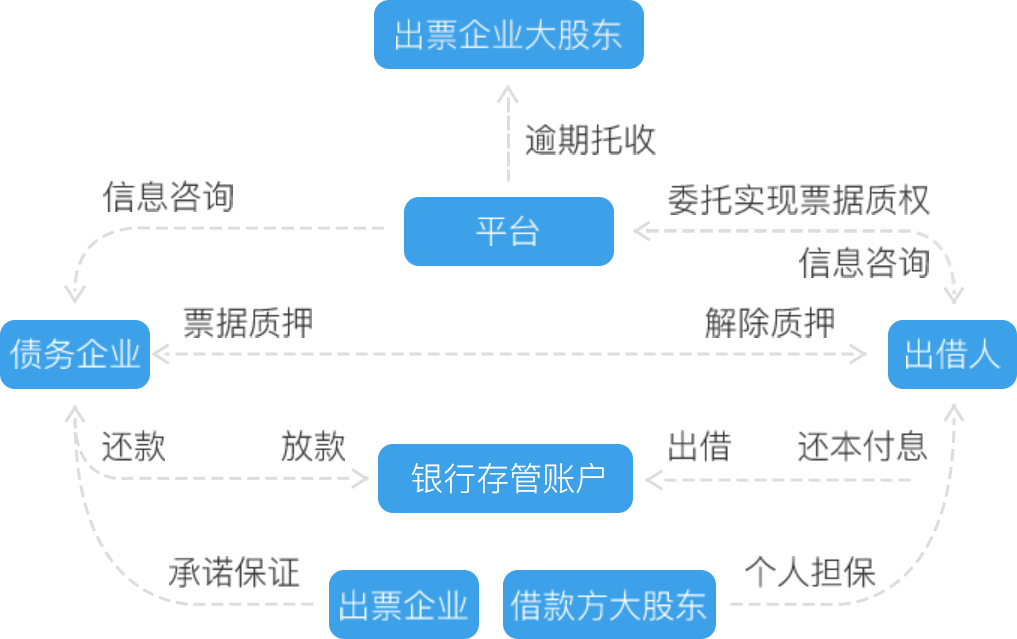 出票企业大股东
逾期托收
信息咨询
委托实现票据质权
平台
信息咨询
票据质押
解除质押
债务企业
出借人
还款
放款
出借
还本付息
银行存管账户
承诺保证
个人担保
出票企业
借款方大股东